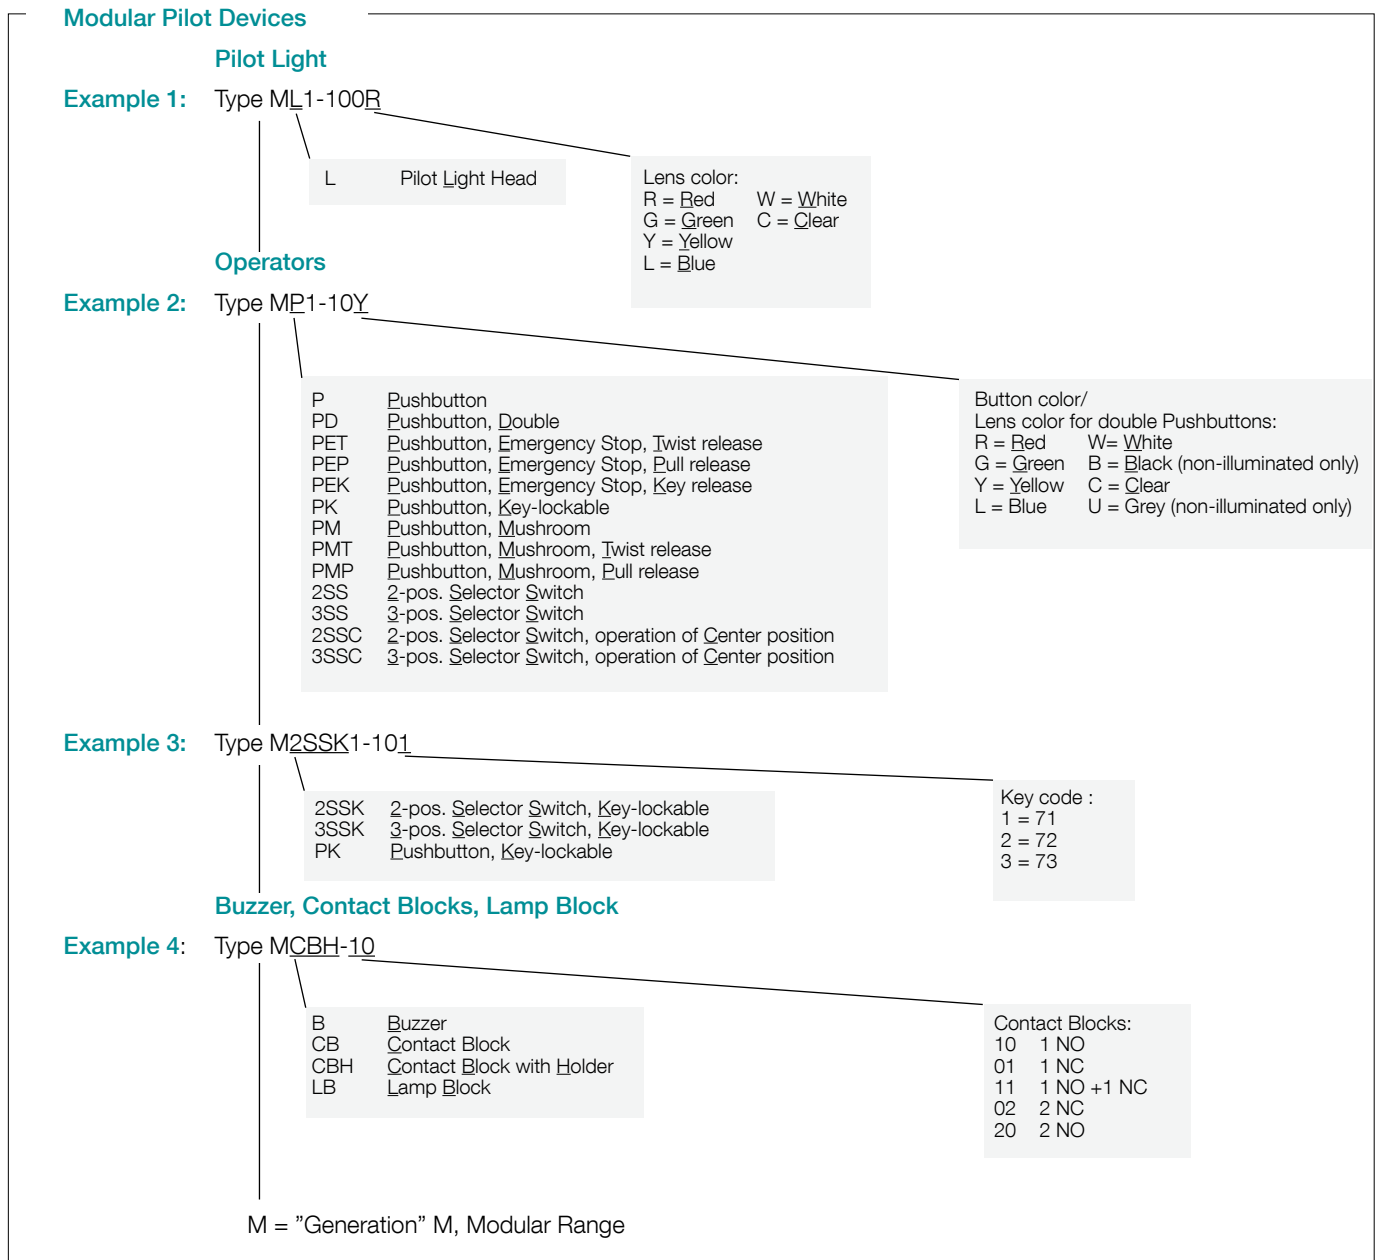 Modular Pilot Devices
Pilot Light
Example 1: Type ML1-100R
L Pilot Light Head
Lens color:
R = Red W = White
G = Green C = Clear
Y = Yellow
L = Blue
Operators
Example 2: Type MP1-10Y
P Pushbutton
PD Pushbutton, Double
PET Pushbutton, Emergency Stop, Twist release
PEP Pushbutton, Emergency Stop, Pull release
PEK Pushbutton, Emergency Stop, Key release
PK Pushbutton, Key-lockable
PM Pushbutton, Mushroom
PMT Pushbutton, Mushroom, Twist release
PMP Pushbutton, Mushroom, Pull release
2SS 2-pos. Selector Switch
3SS 3-pos. Selector Switch
2SSC 2-pos. Selector Switch, operation of Center position
3SSC 3-pos. Selector Switch, operation of Center position
Button color/
Lens color for double Pushbuttons:
R = Red W= White
G = Green B = Black (non-illuminated only)
Y = Yellow C = Clear
L = Blue U = Grey (non-illuminated only)
Example 3: Type M2SSK1-101
2SSK 2-pos. Selector Switch, Key-lockable
3SSK 3-pos. Selector Switch, Key-lockable
PK Pushbutton, Key-lockable
Key code :
1 = 71
2 = 72
3 = 73
Buzzer, Contact Blocks, Lamp Block
Example 4: Type MCBH-10
B Buzzer
CB Contact Block
CBH Contact Block with Holder
LB Lamp Block
Contact Blocks:
10 1 NO
01 1 NC
11 1 NO +1 NC
02 2 NC
20 2 NO
M = ”Generation” M, Modular Range